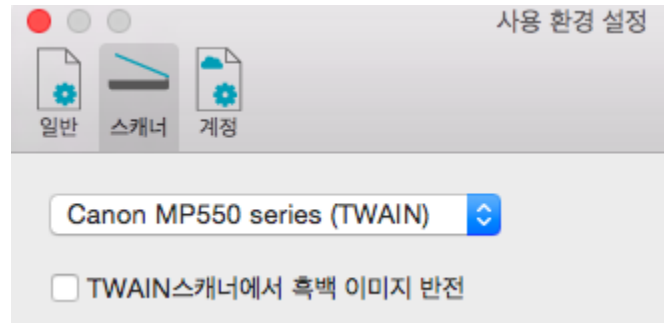 사용 환경 설정
일반 스캐너 계정
Canon MP550 series (TWAIN)
TWAIN스캐너에서 흑백 이미지 반전